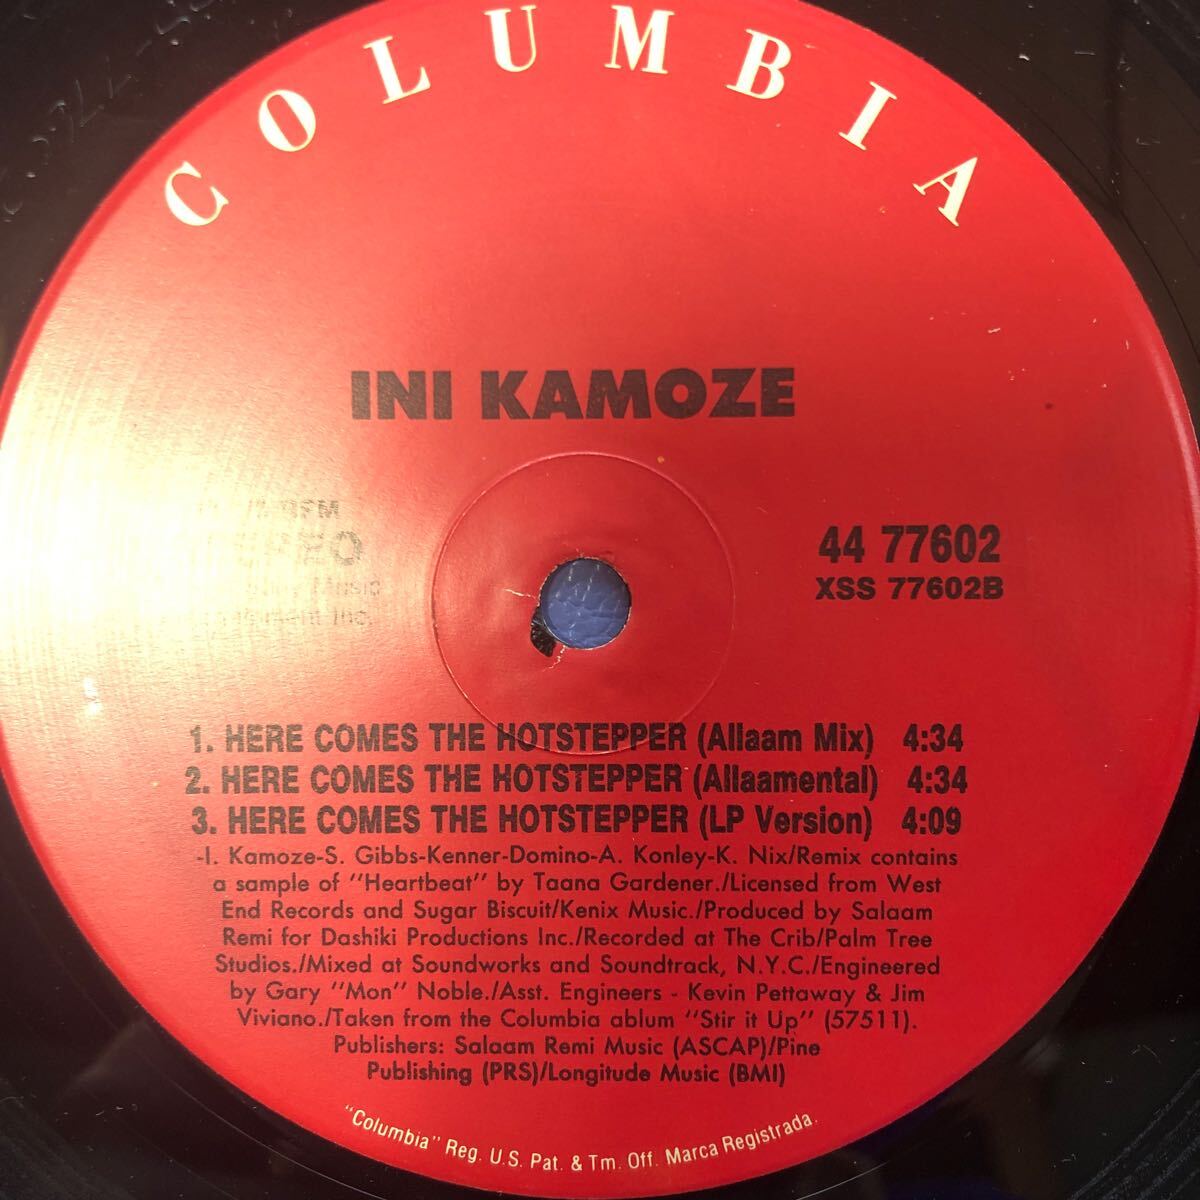 COLUMBIA
INI KAMOZE
STEREO
44 77602
XSS 77602B
1. HERE COMES THE HOTSTEPPER (Allaam Mix) 4:34
2. HERE COMES THE HOTSTEPPER (Allaamental) 4:34
3. HERE COMES THE HOTSTEPPER (LP Version) 4:09
-I. Kamoze-S. Gibbs-Kenner-Domino-A. Konley-K. Nix/Remix contains
a sample of "Heartbeat" by Taana Gardener./Licensed from West
End Records and Sugar Biscuit/Kenix Music./Produced by Salaam
Remi for Dashiki Productions Inc./Recorded at The Crib/Palm Tree
Studios./Mixed at Soundworks and Soundtrack, N.Y.C./Engineered
by Gary "Mon" Noble./Asst. Engineers - Kevin Pettaway & Jim
Viviano./Taken from the Columbia ablum "Stir it Up" (57511).
Publishers: Salaam Remi Music (ASCAP)/Pine
Publishing (PRS)/Longitude Music (BMI)
"Columbia" Reg. U.S. Pat. & Tm. Off. Marca Registrada.